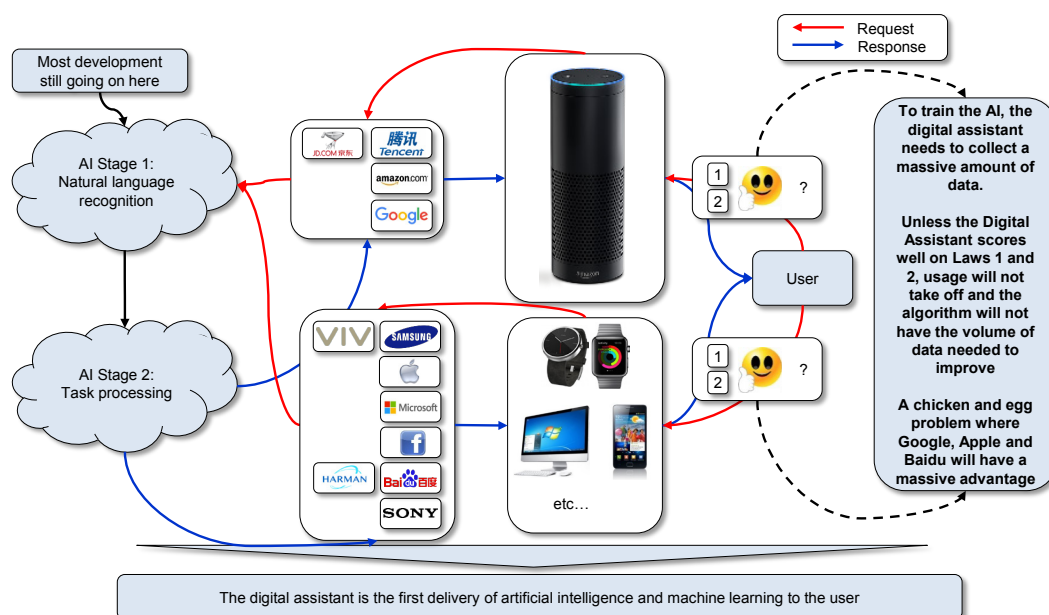 Request
Response
Most development
still going on here
To train the AI, the
digital assistant
needs to collect a
massive amount of
data.
Unless the Digital
Assistant scores
well on Laws 1 and
2, usage will not
take off and the
algorithm will not
have the volume of
data needed to
improve
A chicken and egg
problem where
Google, Apple and
Baidu will have a
massive advantage
AI Stage 1:
Natural language
recognition
JD.COM 京东
腾讯
Tencent
amazon.com
Google
amazon
1
2
?
User
VIV
SAMSUNG
Microsoft
f
HARMAN
Bai du 百度
SONY
AI Stage 2:
Task processing
1
2
?
etc…
The digital assistant is the first delivery of artificial intelligence and machine learning to the user